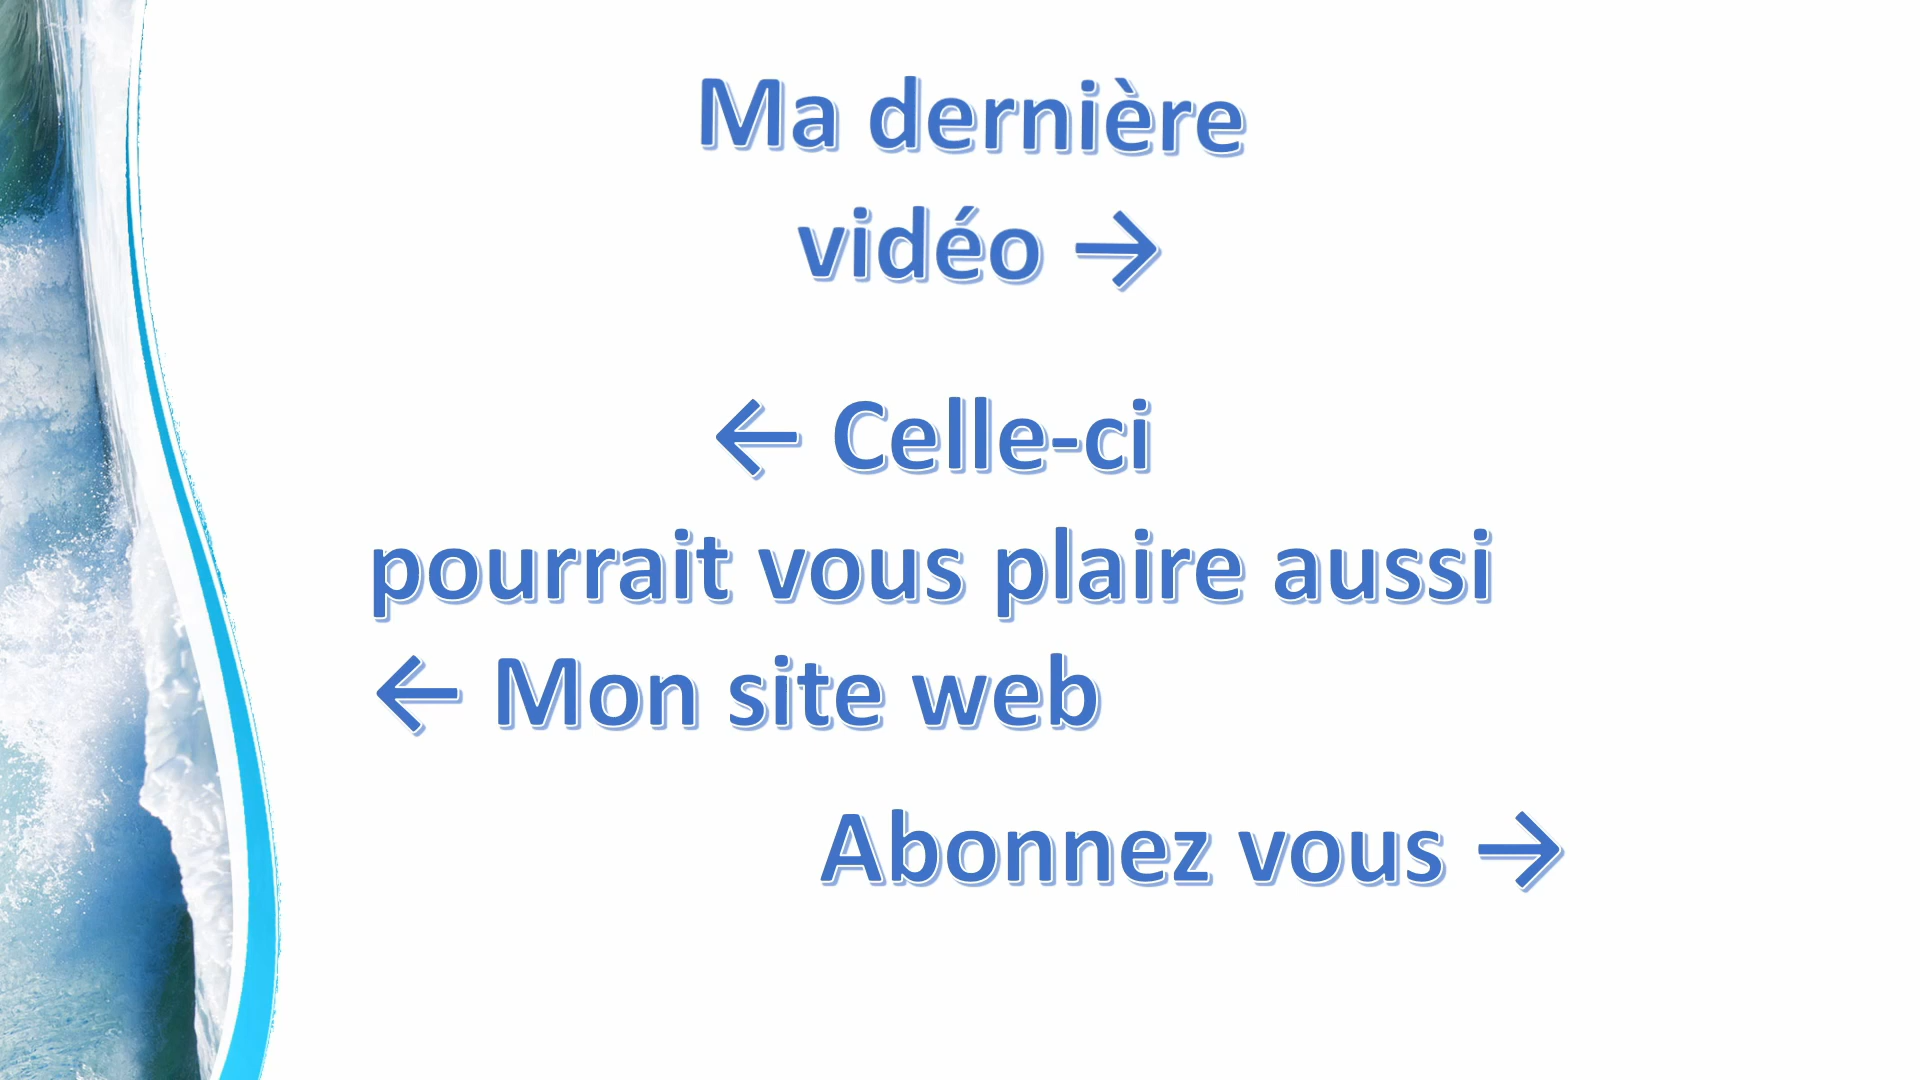 Ma dernière
vidéo →
← Celle-ci
pourrait vous plaire aussi
← Mon site web
Abonnez vous →